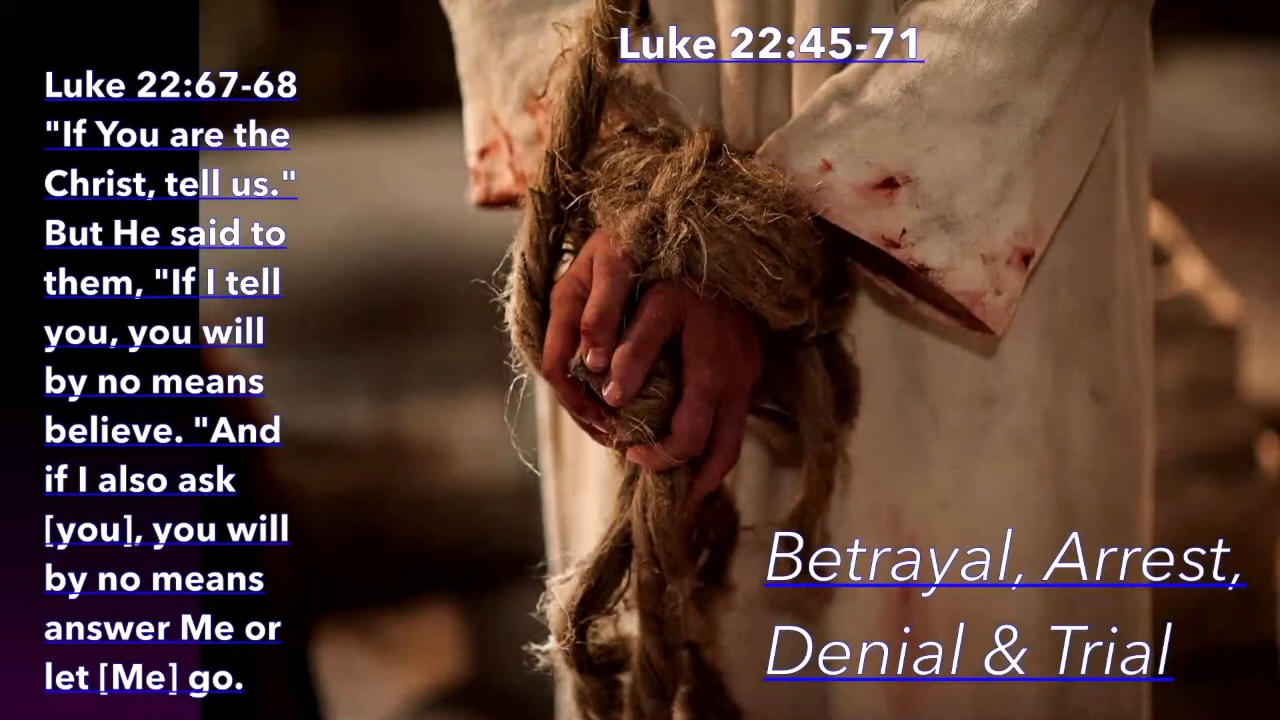 Luke 22:45-71
Luke 22:67-68
"If You are the
Christ, tell us."
But He said to
them, "If I tell
you, you will
by no means
believe. "And
if I also ask
[you], you will
by no means
answer Me or
let [Me] go.
Betrayal, Arrest,
Denial & Trial